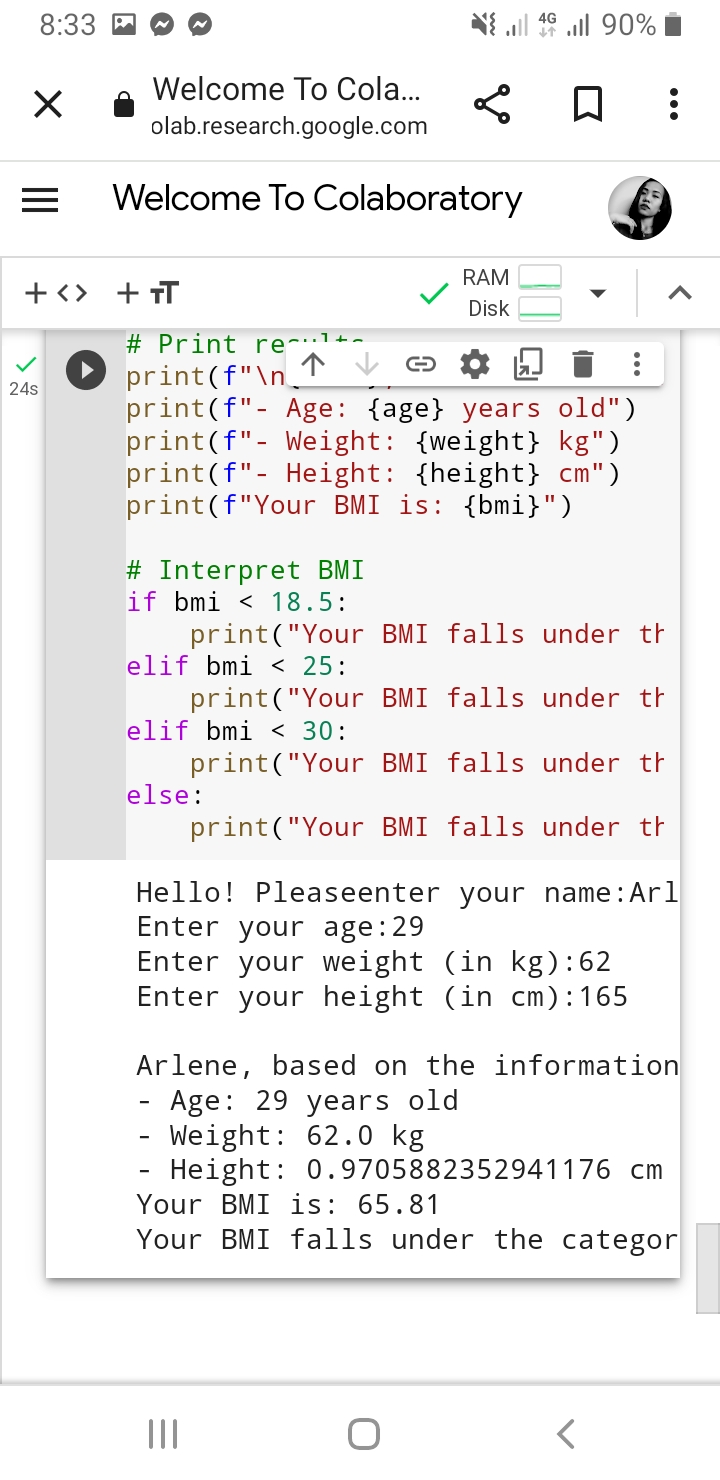 8:33
4G
90%
Welcome To Cola...
olab.research.google.com
Welcome To Colaboratory
RAM
Disk
24s
# Print results
print(f"\n
print(f"- Age: {age} years old")
print(f"- Weight: {weight} kg")
print(f"- Height: {height} cm")
print(f"Your BMI is: {bmi}")
# Interpret BMI
if bmi < 18.5:
print("Your BMI falls under th
elif bmi < 25:
print("Your BMI falls under th
elif bmi < 30:
print("Your BMI falls under th
else:
print("Your BMI falls under th
Hello! Pleaseenter your name:Arl
Enter your age:29
Enter your weight (in kg):62
Enter your height (in cm):165
Arlene, based on the information
- Age: 29 years old
- Weight: 62.0 kg
- Height: 0.9705882352941176 cm
Your BMI is: 65.81
Your BMI falls under the categor